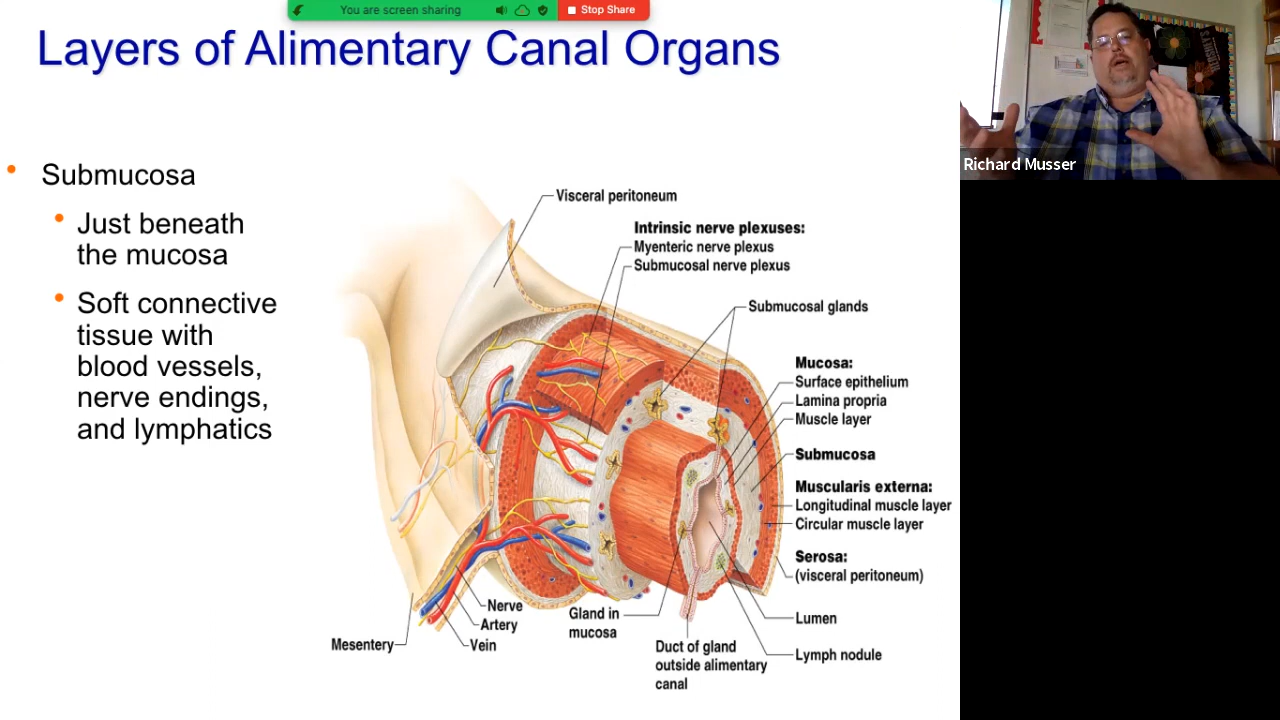 You are screen sharing
Stop Share
Layers of Alimentary Canal Organs
Richard Musser
• Submucosa
• Just beneath
the mucosa
• Soft connective
tissue with
blood vessels,
nerve endings,
and lymphatics
Visceral peritoneum
Intrinsic nerve plexuses:
Myenteric nerve plexus
Submucosal nerve plexus
Submucosal glands
Mucosa:
Surface epithelium
Lamina propria
Muscle layer
Submucosa
Muscularis externa:
Longitudinal muscle layer
Circular muscle layer
Serosa:
(visceral peritoneum)
Lumen
Lymph nodule
Nerve
Artery
Vein
Mesentery
Gland in
mucosa
Duct of gland
outside alimentary
canal